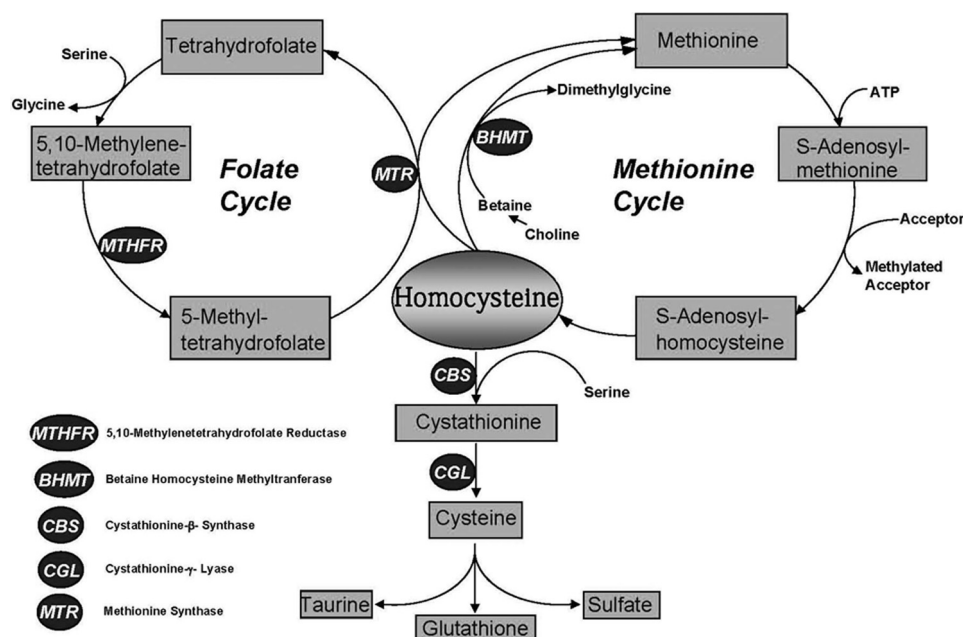 Tetrahydrofolate
Serine
Glycine
5,10-Methylene-
tetrahydrofolate
Folate
Cycle
MTHFR
5-Methyl-
tetrahydrofolate
MTR
Methionine
Dimethylglycine
BHMT
Betaine
Choline
Methionine
Cycle
ATP
S-Adenosyl-
methionine
Acceptor
Methylated
Acceptor
S-Adenosyl-
homocysteine
Homocysteine
CBS
Serine
Cystathionine
CGL
Cysteine
Taurine
Glutathione
Sulfate
MTHFR 5,10-Methylenetetrahydrofolate Reductase
BHMT Betaine Homocysteine Methyltranferase
CBS Cystathionine-β- Synthase
CGL Cystathionine-γ- Lyase
MTR Methionine Synthase